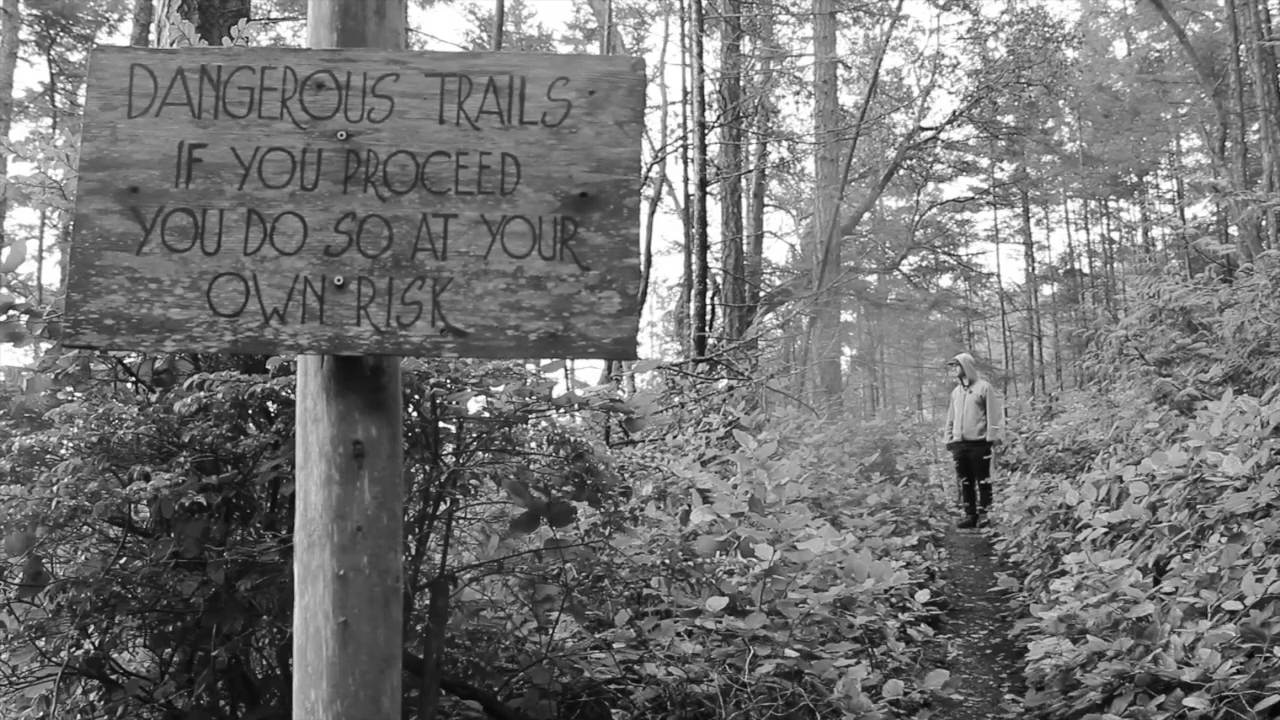 DANGEROUS TRAILS
IF YOU PROCEED
YOU DO SO AT YOUR
OWN RISK